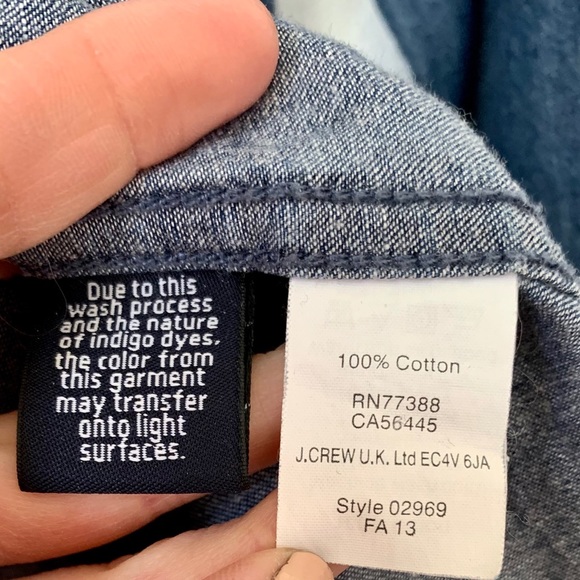 Due to this
wash process
and the nature
of indigo dyes,
the color from
this garment
may transfer
onto light
surfaces.
100% Cotton
RN77388
CA56445
J.CREW U.K. Ltd EC4V 6JA
Style 02969
FA 13